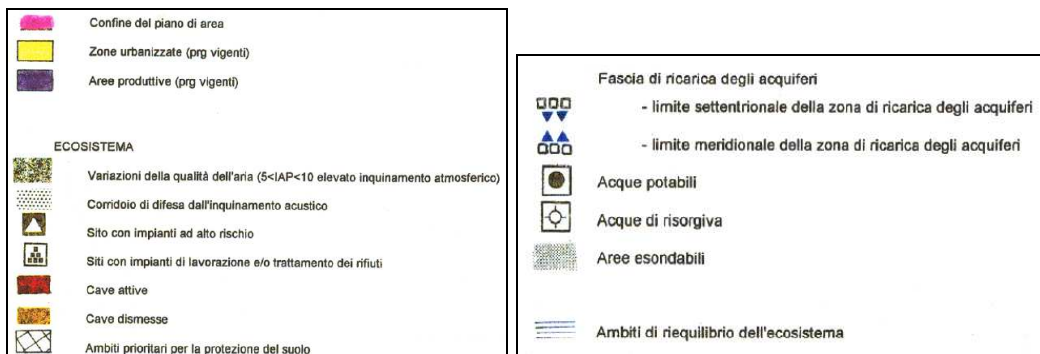 Confine del piano di area
Zone urbanizzate (prg vigenti)
Aree produttive (prg vigenti)
ECOSISTEMA
Variazioni della qualità dell'aria (5<IAP<10 elevato inquinamento atmosferico)
Corridoio di difesa dall'inquinamento acustico
Sito con impianti ad alto rischio
Siti con impianti di lavorazione e/o trattamento dei rifiuti
Cave attive
Cave dismesse
Ambiti prioritari per la protezione del suolo
Fascia di ricarica degli acquiferi
- limite settentrionale della zona di ricarica degli acquiferi
- limite meridionale della zona di ricarica degli acquiferi
Acque potabili
Acque di risorgiva
Aree esondabili
Ambiti di riequilibrio dell'ecosistema